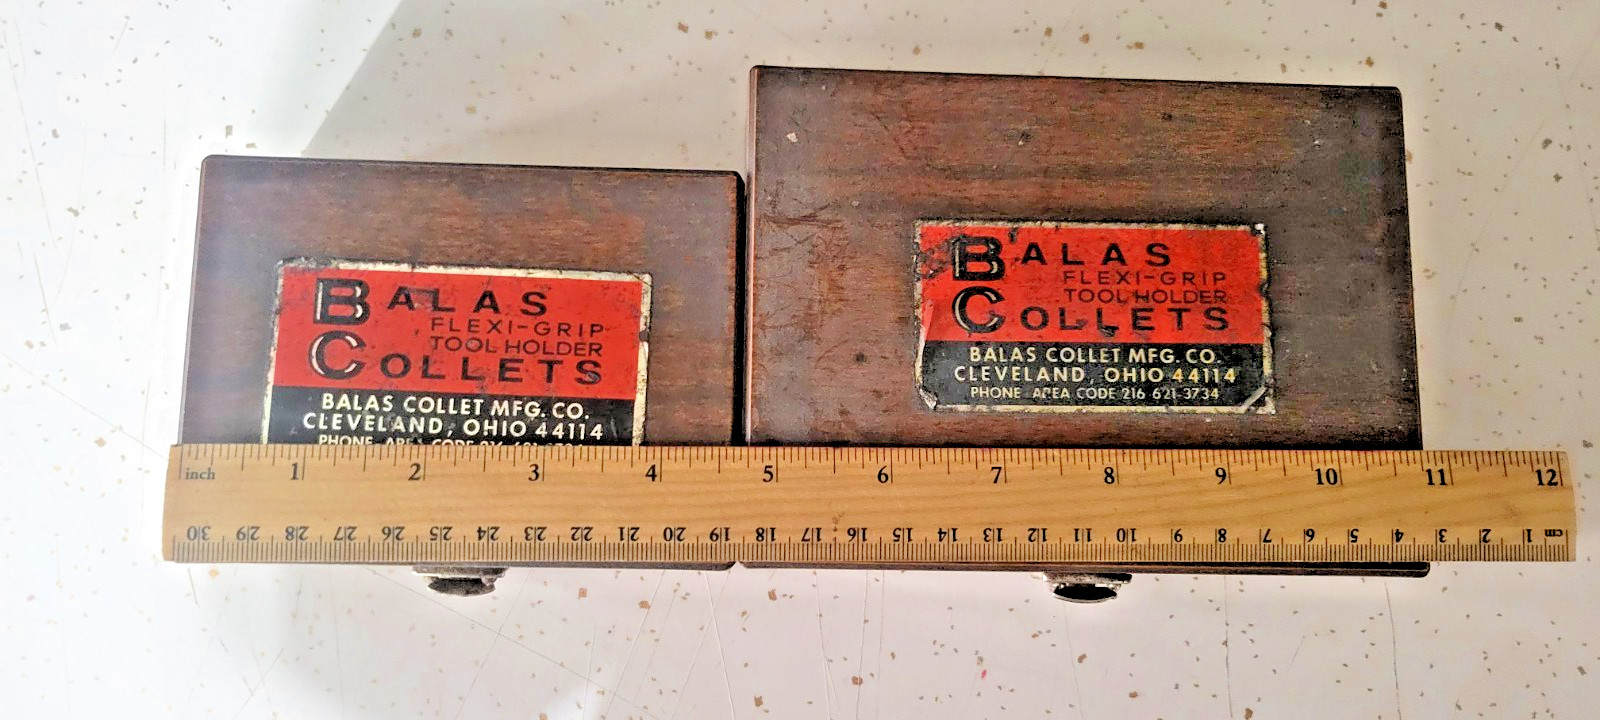 BALAS
FLEXI-GRIP
TOOL HOLDER
COLLETS
BALAS COLLET MFG. CO.
CLEVELAND, OHIO 44114
PHONE AREA CODE 216
BALAS
FLEXI-GRIP
TOOL HOLDER
COLLETS
BALAS COLLET MFG. CO.
CLEVELAND, OHIO 44114
PHONE AREA CODE 216 621-3734
inch 1 2 3 4 5 6 7 8 9 10 11 12
30 29 28 27 26 25 24 23 22 21 20 19 18 17 16 15 14 13 12 11 10 9 8 7 6 5 4 3 2 1 cm